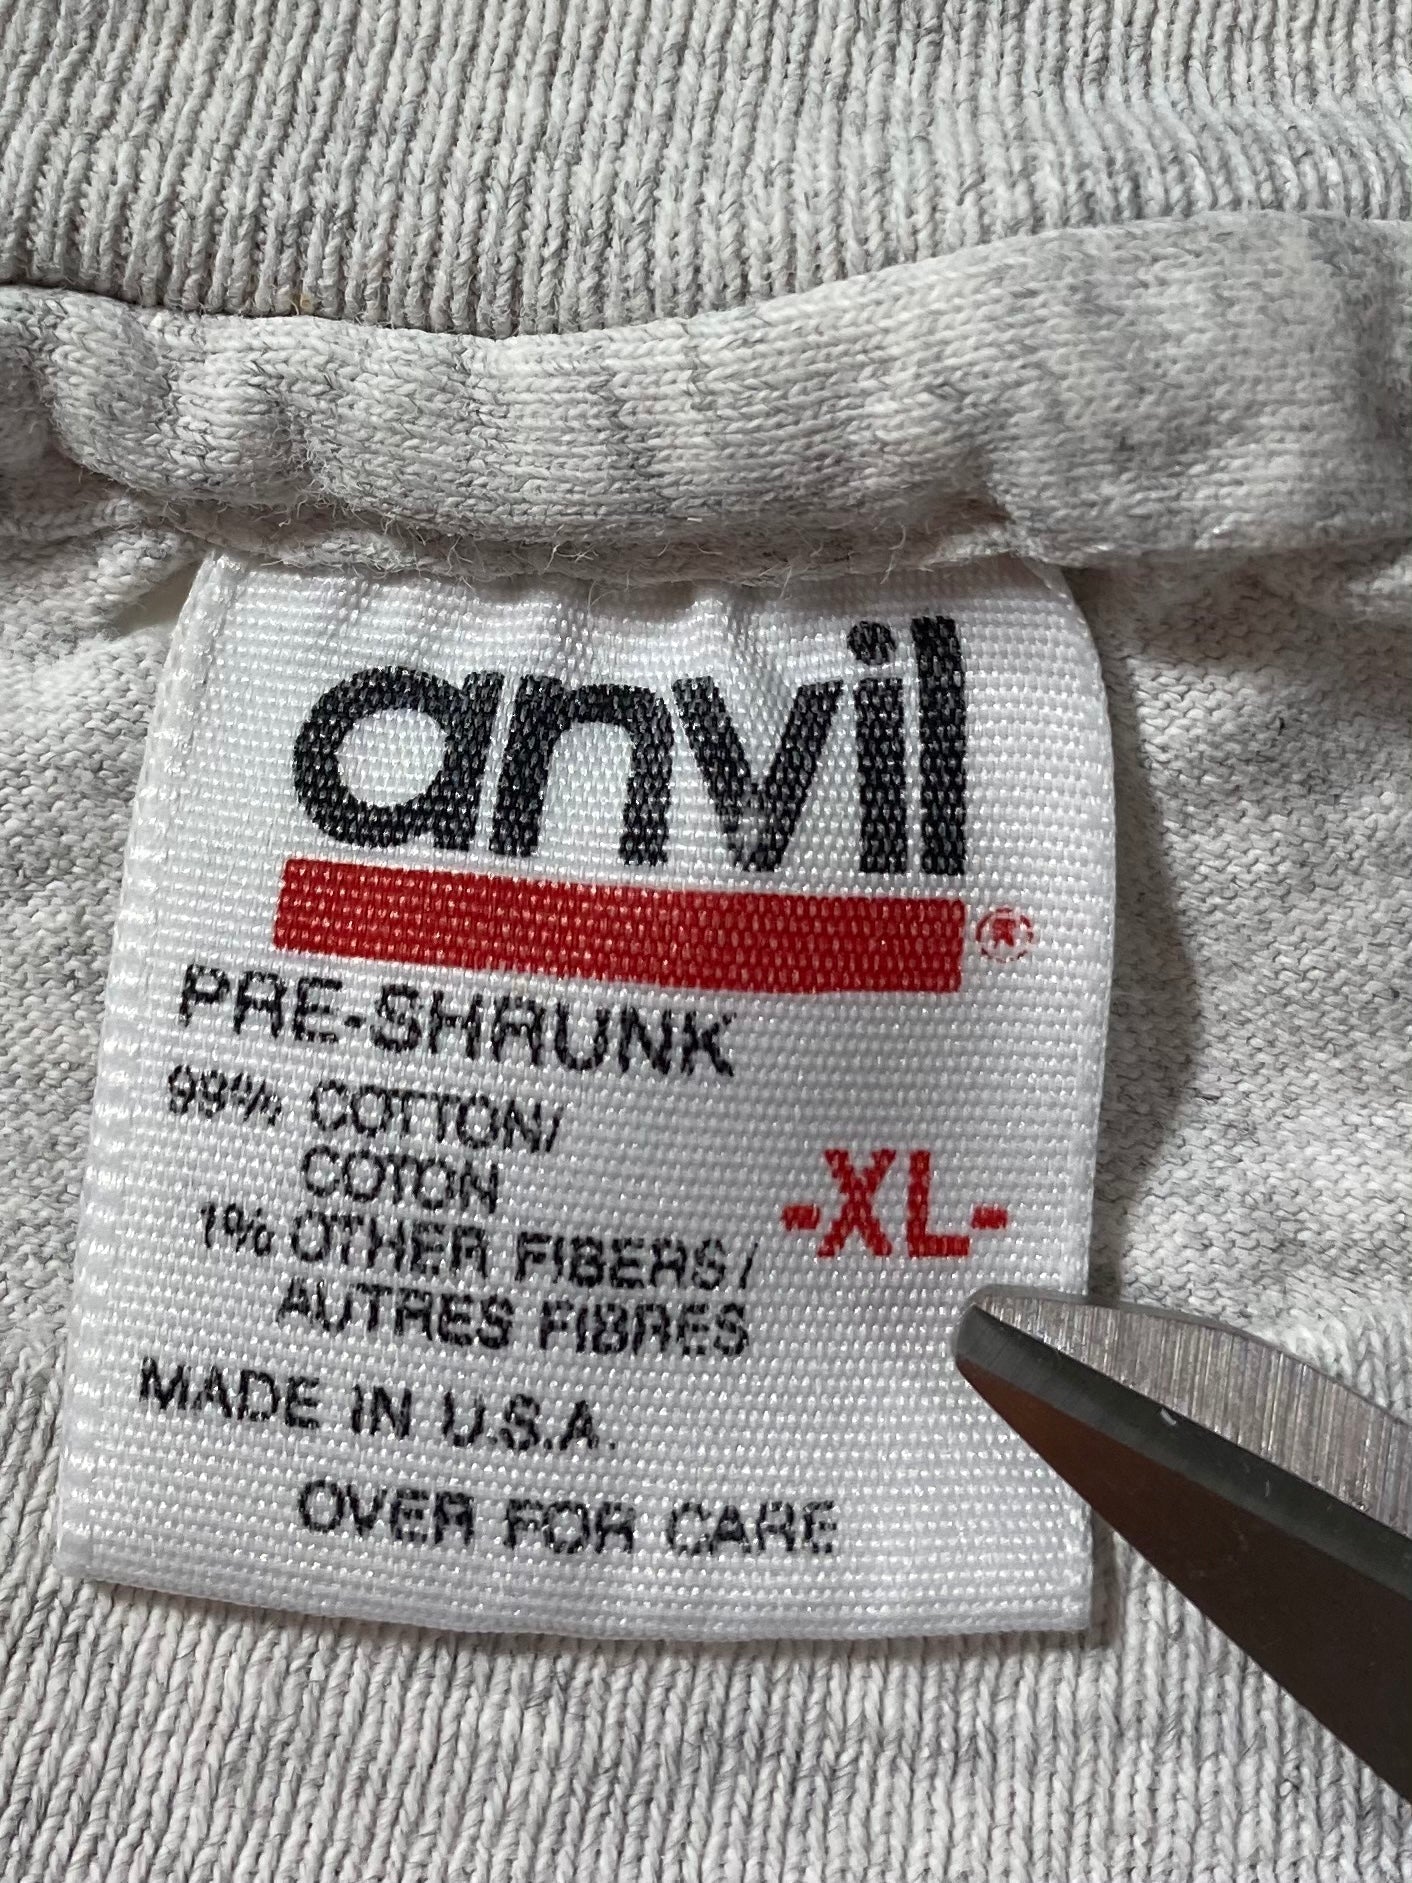 anvil
®
PRE-SHRUNK
99% COTTON/
COTON
1% OTHER FIBERS/
AUTRES FIBRES
-XL-
MADE IN U.S.A.
OVER FOR CARE